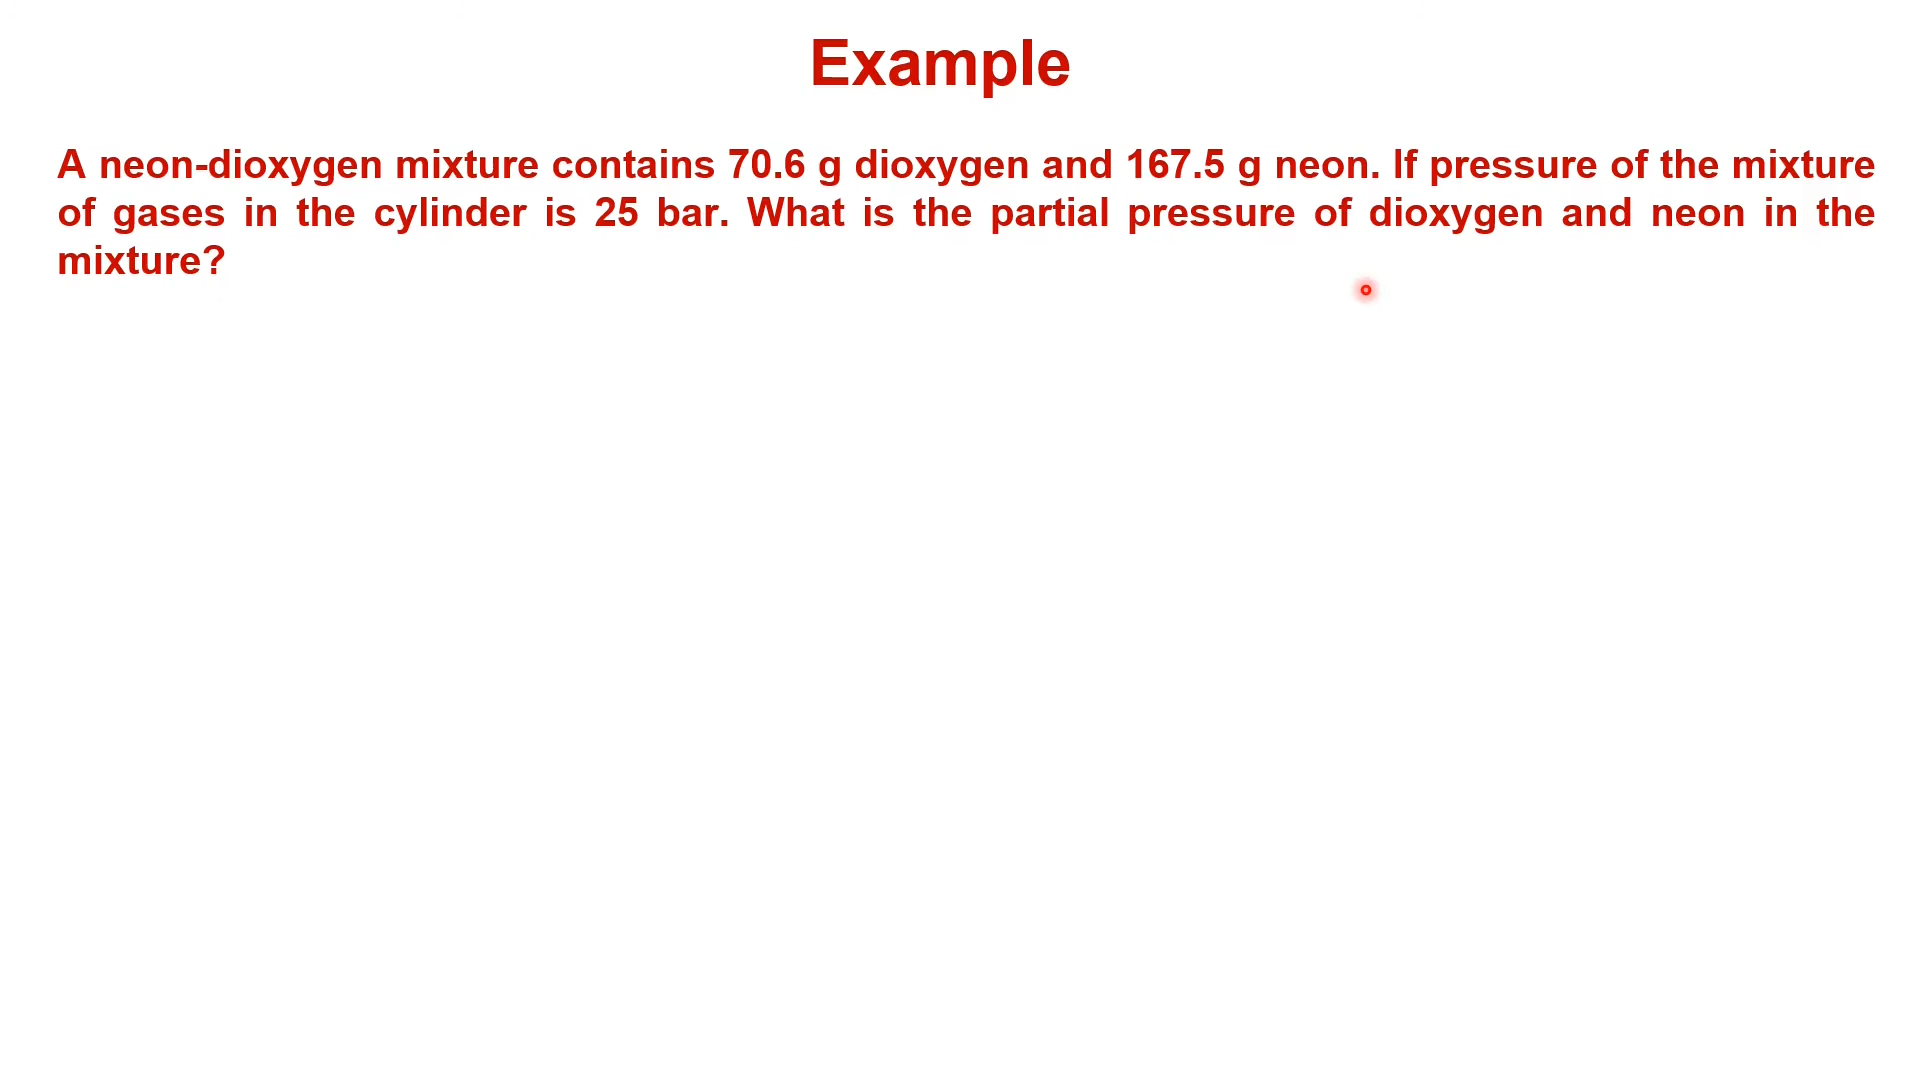 Example
A neon-dioxygen mixture contains 70.6 g dioxygen and 167.5 g neon. If pressure of the mixture
of gases in the cylinder is 25 bar. What is the partial pressure of dioxygen and neon in the
mixture?